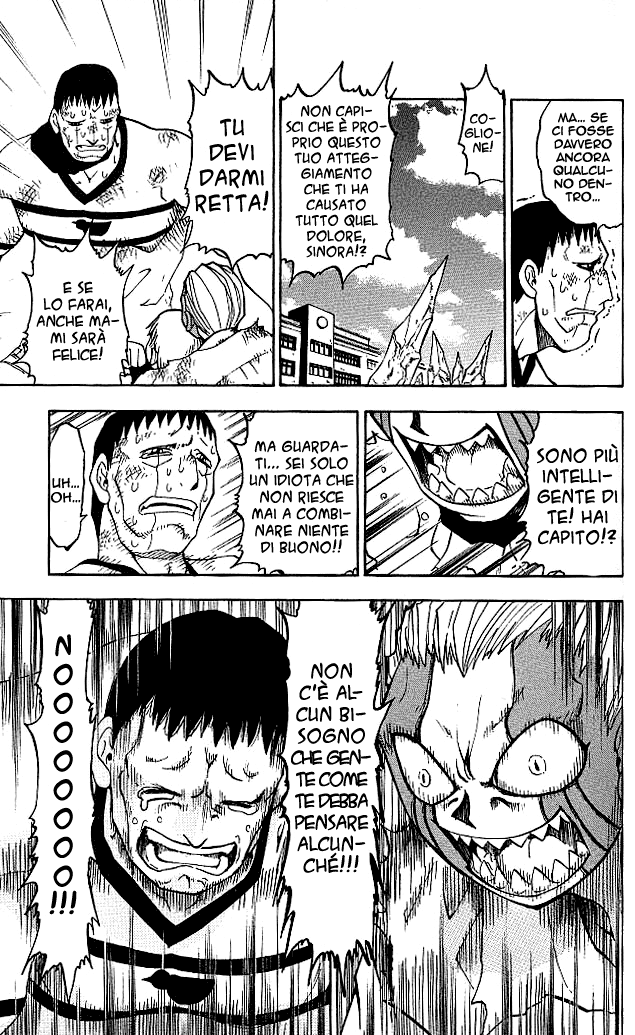 MA... SE
CI FOSSE
DAVVERO
ANCORA
QUALCU-
NO DEN-
TRO...
CO-
GLIO-
NE!
NON CAPI-
SCI CHE È PRO-
PRIO QUESTO
TUO ATTEG-
GIAMENTO
CHE TI HA
CAUSATO
TUTTO QUEL
DOLORE,
SINORA!?
TU
DEVI
DARMI
RETTA!
E SE
LO FARAI,
ANCHE MA-
MI SARÀ
FELICE!
SONO PIÙ
INTELLI-
GENTE DI
TE! HAI
CAPITO!?
MA GUARDA-
TI... SEI SOLO
UN IDIOTA CHE
NON RIESCE
MAI A COMBI-
NARE NIENTE
DI BUONO!!
UH...
OH...
NON
C'È AL-
CUN BI-
SOGNO
CHE GEN-
TE COME
TE DEBBA
PENSARE
ALCUN-
CHÉ!!!
NOOOOOOOO!!!